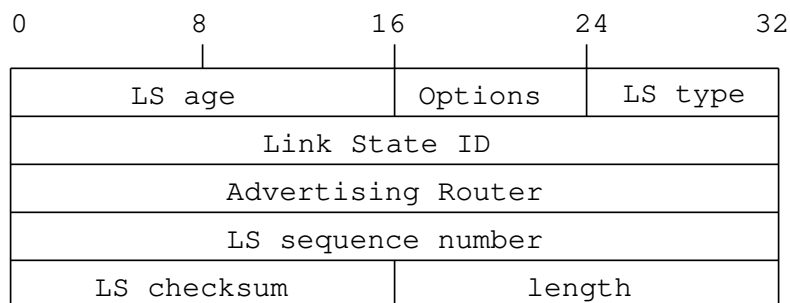 0 8 16 24 32
LS age Options LS type
Link State ID
Advertising Router
LS sequence number
LS checksum length